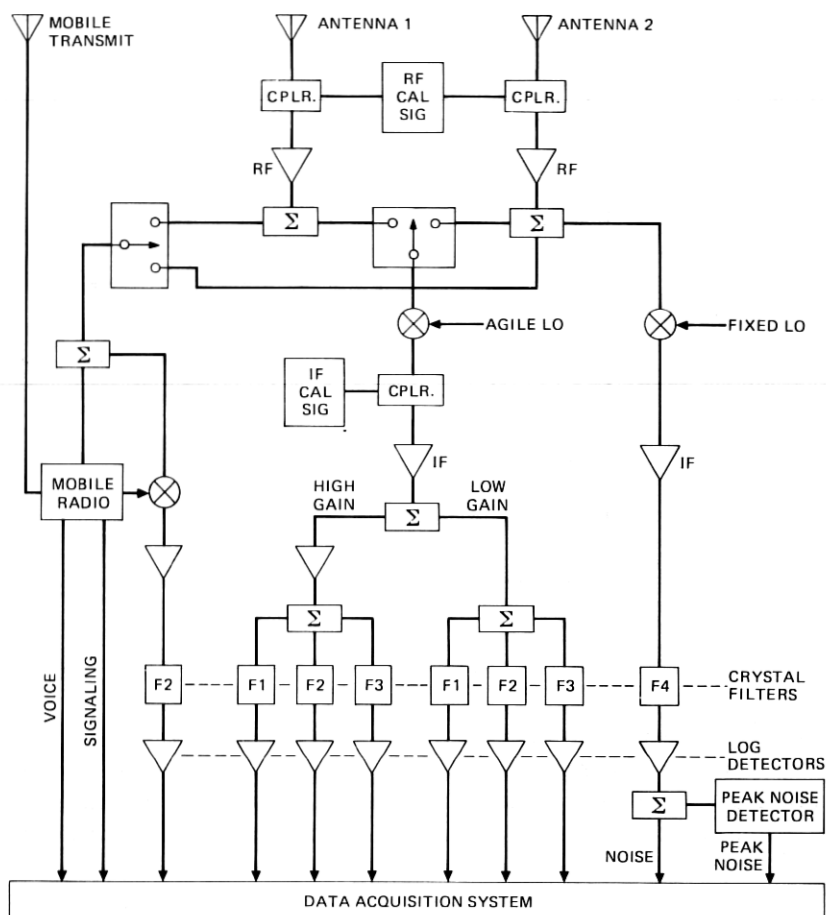 MOBILE
TRANSMIT
ANTENNA 1
ANTENNA 2
CPLR.
RF
CAL
SIG
CPLR.
RF
RF
Σ
Σ
AGILE LO
FIXED LO
Σ
IF
CAL
SIG
CPLR.
IF
IF
MOBILE
RADIO
HIGH
GAIN
LOW
GAIN
Σ
Σ
Σ
VOICE
SIGNALING
F2
F1
F2
F3
F1
F2
F3
F4
CRYSTAL
FILTERS
LOG
DETECTORS
Σ
PEAK NOISE
DETECTOR
NOISE
PEAK
NOISE
DATA ACQUISITION SYSTEM